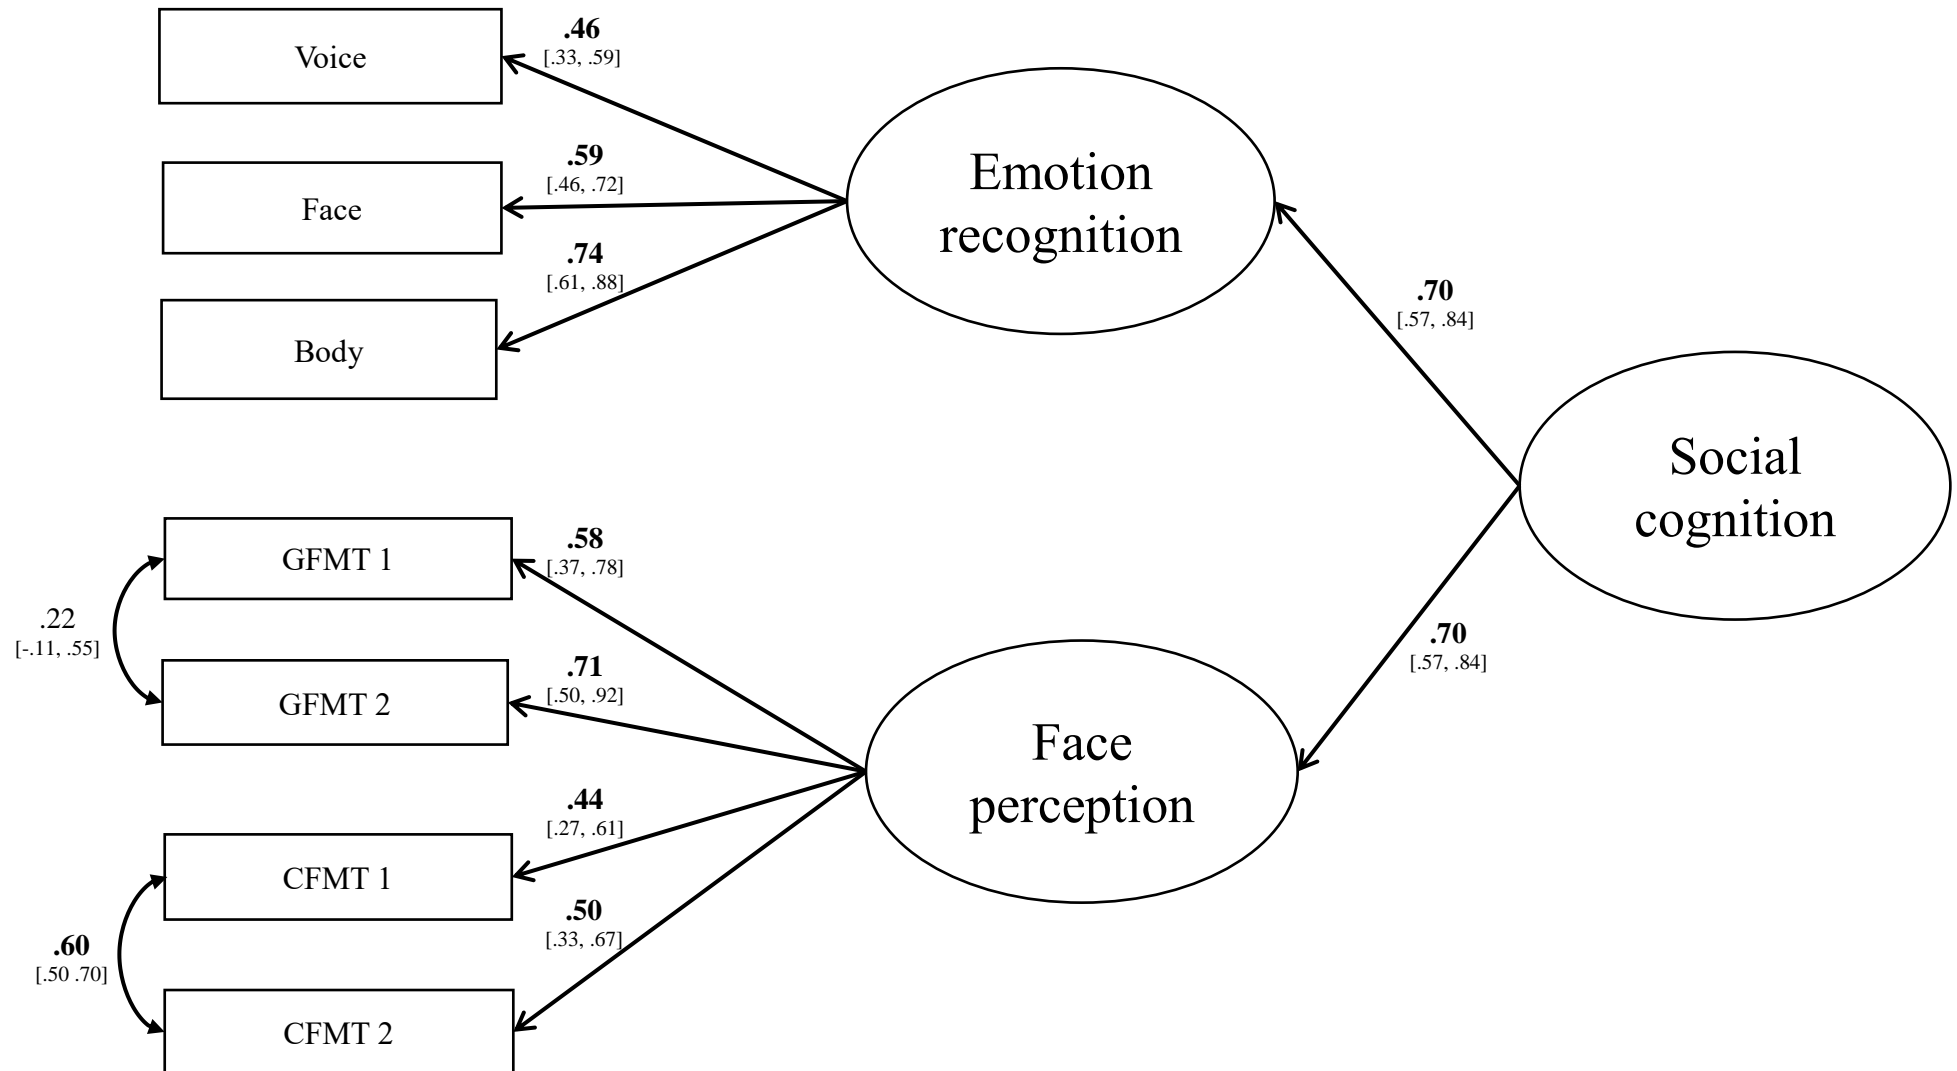 Voice
.46
[.33, .59]
Face
.59
[.46, .72]
Body
.74
[.61, .88]
Emotion
recognition
.70
[.57, .84]
Social
cognition
.70
[.57, .84]
GFMT 1
.58
[.37, .78]
.22
[-.11, .55]
GFMT 2
.71
[.50, .92]
Face
perception
CFMT 1
.44
[.27, .61]
.60
[.50 .70]
CFMT 2
.50
[.33, .67]